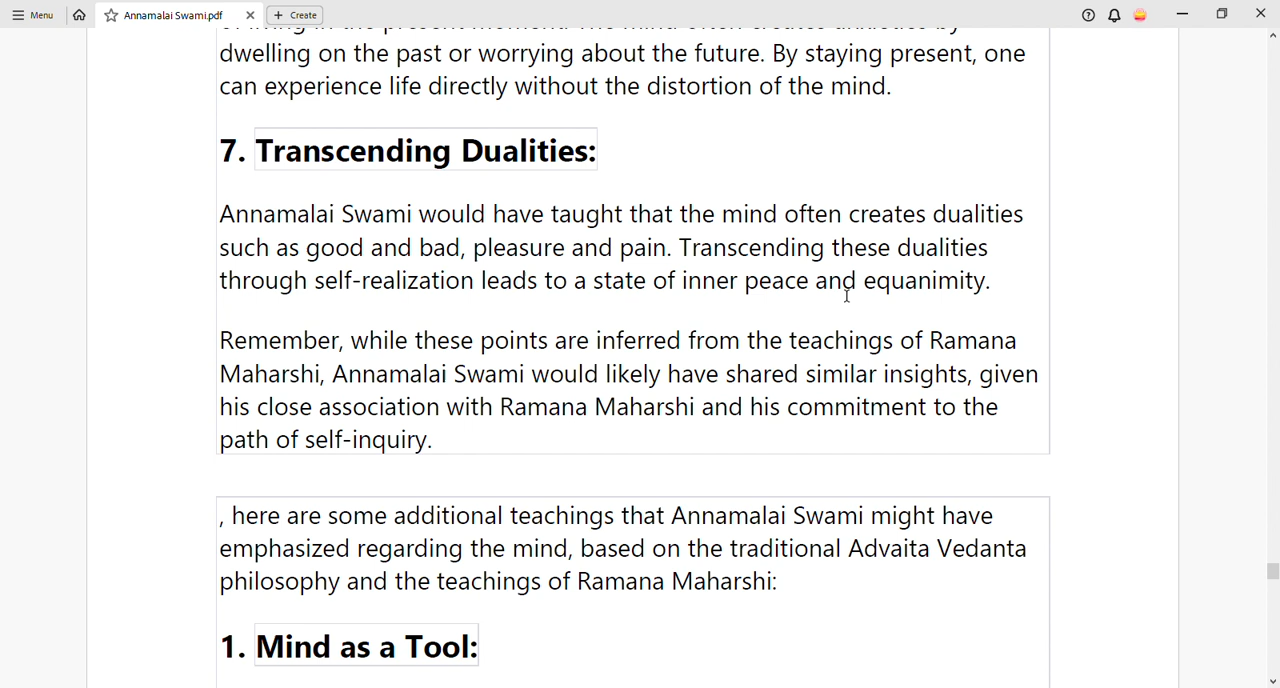 Menu
Annamalai Swami.pdf
Create
dwelling on the past or worrying about the future. By staying present, one
can experience life directly without the distortion of the mind.
7. Transcending Dualities:
Annamalai Swami would have taught that the mind often creates dualities
such as good and bad, pleasure and pain. Transcending these dualities
through self-realization leads to a state of inner peace and equanimity.
Remember, while these points are inferred from the teachings of Ramana
Maharshi, Annamalai Swami would likely have shared similar insights, given
his close association with Ramana Maharshi and his commitment to the
path of self-inquiry.
, here are some additional teachings that Annamalai Swami might have
emphasized regarding the mind, based on the traditional Advaita Vedanta
philosophy and the teachings of Ramana Maharshi:
1. Mind as a Tool: